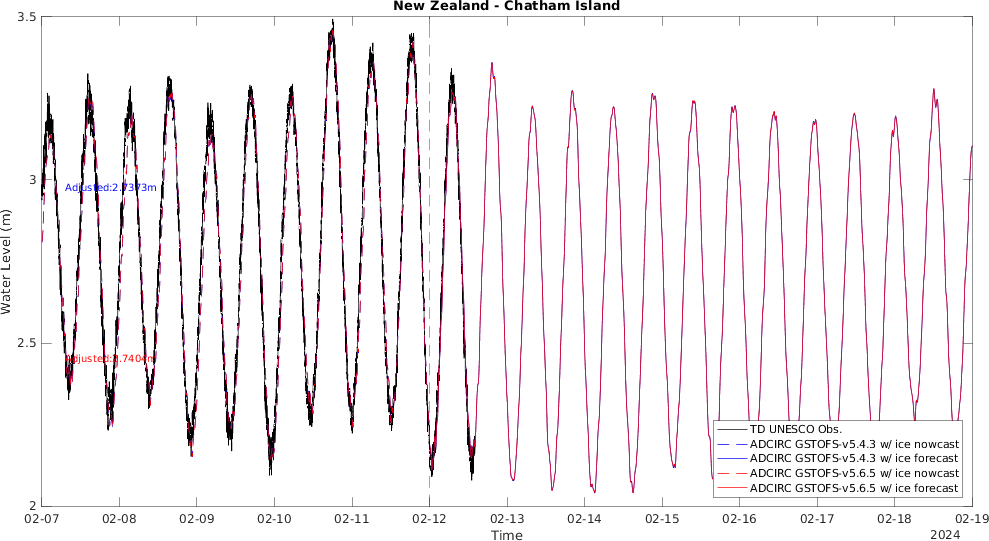 New Zealand - Chatham Island
3.5
3
2.5
2
Water Level (m)
Adjusted:2.7373m
Adjusted:2.7404m
TD UNESCO Obs.
ADCIRC GSTOFS-v5.4.3 w/ ice nowcast
ADCIRC GSTOFS-v5.4.3 w/ ice forecast
ADCIRC GSTOFS-v5.6.5 w/ ice nowcast
ADCIRC GSTOFS-v5.6.5 w/ ice forecast
02-07 02-08 02-09 02-10 02-11 02-12 02-13 02-14 02-15 02-16 02-17 02-18 02-19
Time
2024